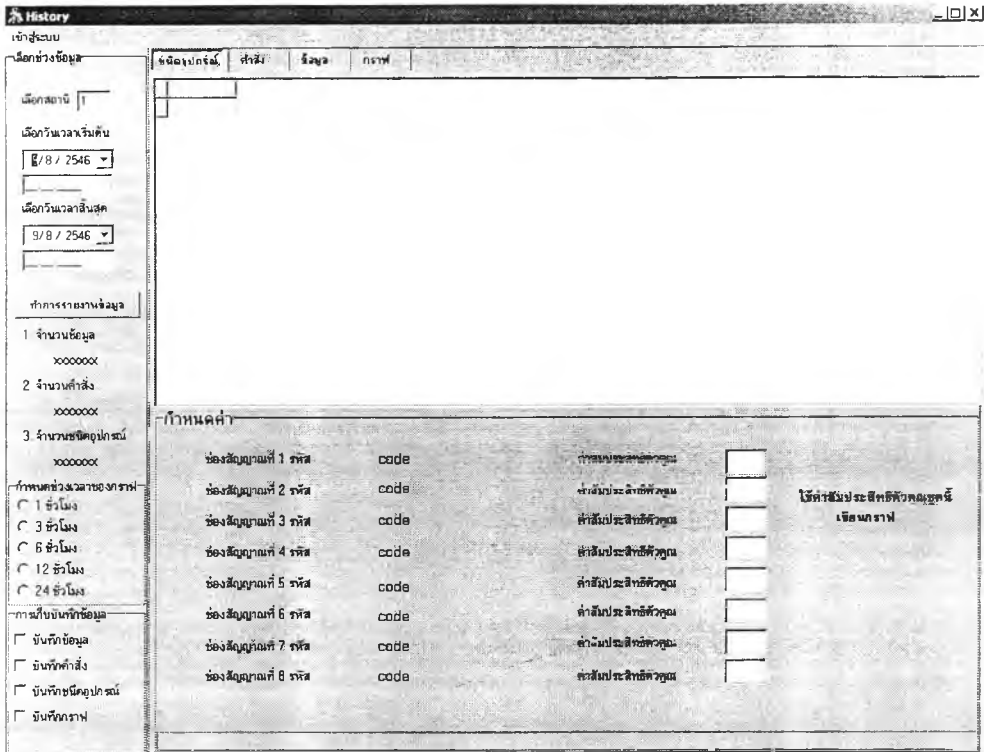 History
เข้าสู่ระบบ
เลือกช่วงข้อมูล
ชนิดอุปกรณ์ คำสั่ง ข้อมูล กราฟ
เลือกสถานี 1
เลือกวันเวลาเริ่มต้น
/8 / 2546
เลือกวันเวลาสิ้นสุด
9/8 / 2546
ทำการรายงานข้อมูล
1 จำนวนข้อมูล
xxxxxxx
2 จำนวนคำสั่ง
xxxxxxx
3. จำนวนชนิดอุปกรณ์
xxxxxxx
กำหนดช่วงเวลาของกราฟ
1 ชั่วโมง
3 ชั่วโมง
6 ชั่วโมง
12 ชั่วโมง
24 ชั่วโมง
การเก็บบันทึกข้อมูล
บันทึกข้อมูล
บันทึกคำสั่ง
บันทึกชนิดอุปกรณ์
บันทึกกราฟ
กำหนดค่า
ช่องสัญญาณที่ 1 รหัส code ค่าสัมประสิทธิ์ตัวคูณ
ช่องสัญญาณที่ 2 รหัส code ค่าสัมประสิทธิ์ตัวคูณ
ช่องสัญญาณที่ 3 รหัส code ค่าสัมประสิทธิ์ตัวคูณ
ช่องสัญญาณที่ 4 รหัส code ค่าสัมประสิทธิ์ตัวคูณ
ช่องสัญญาณที่ 5 รหัส code ค่าสัมประสิทธิ์ตัวคูณ
ช่องสัญญาณที่ 6 รหัส code ค่าสัมประสิทธิ์ตัวคูณ
ช่องสัญญาณที่ 7 รหัส code ค่าสัมประสิทธิ์ตัวคูณ
ช่องสัญญาณที่ 8 รหัส code ค่าสัมประสิทธิ์ตัวคูณ
ใช้ค่าสัมประสิทธิ์ตัวคูณชุดนี้
เขียนกราฟ